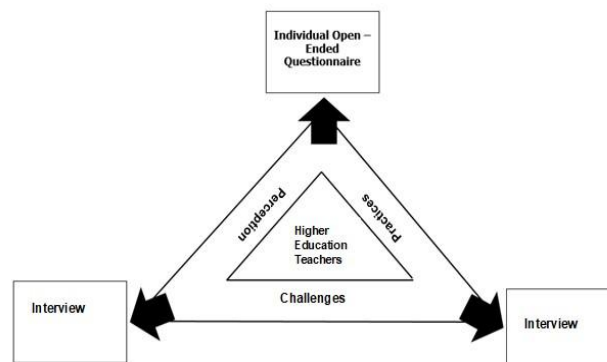 Individual Open –
Ended
Questionnaire
Perception
Practices
Higher
Education
Teachers
Challenges
Interview
Interview